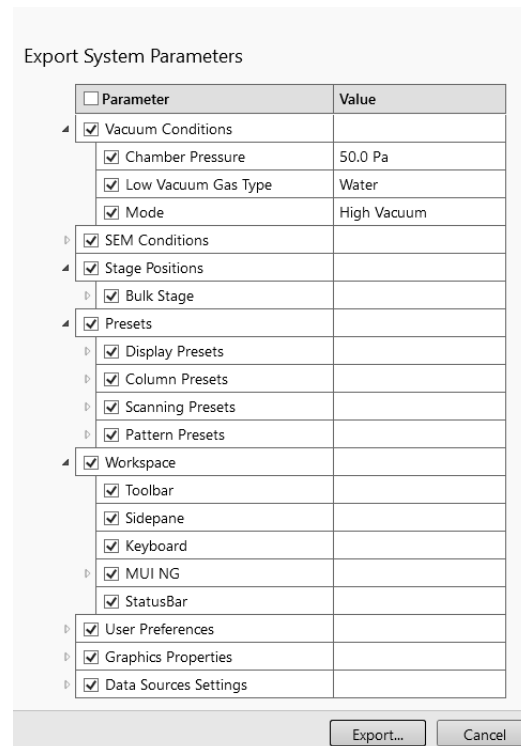 Export System Parameters
Parameter Value
Vacuum Conditions
Chamber Pressure 50.0 Pa
Low Vacuum Gas Type Water
Mode High Vacuum
SEM Conditions
Stage Positions
Bulk Stage
Presets
Display Presets
Column Presets
Scanning Presets
Pattern Presets
Workspace
Toolbar
Sidepane
Keyboard
MUI NG
StatusBar
User Preferences
Graphics Properties
Data Sources Settings
Export... Cancel